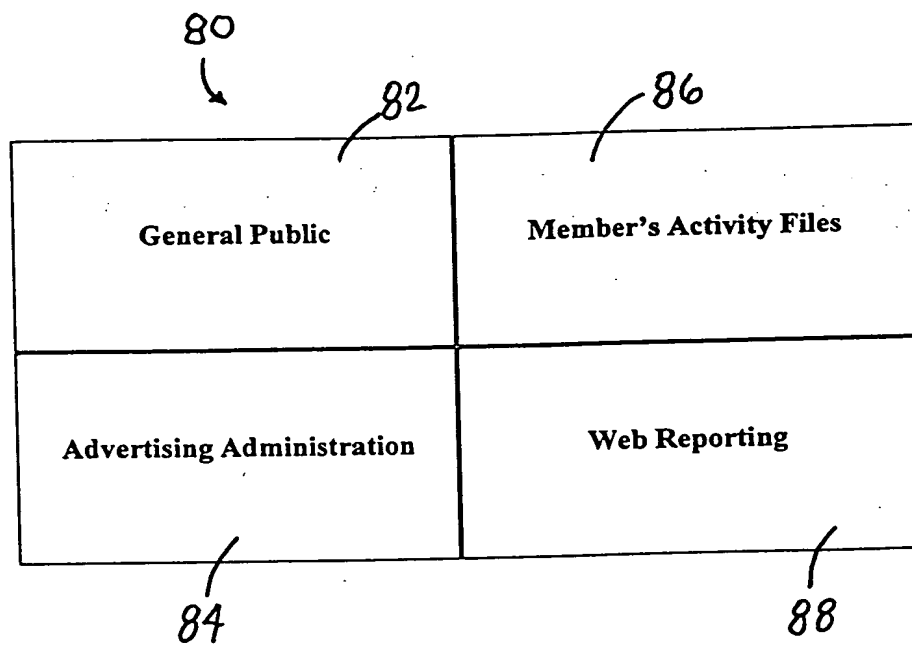 80
82
86
General Public
Member's Activity Files
Advertising Administration
Web Reporting
84
88